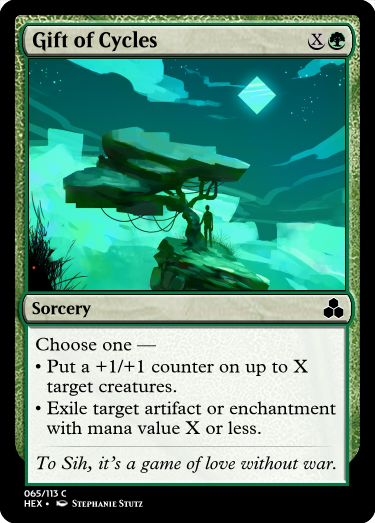 Gift of Cycles X
Sorcery
Choose one —
• Put a +1/+1 counter on up to X
target creatures.
• Exile target artifact or enchantment
with mana value X or less.
To Sih, it's a game of love without war.
065/113 C
HEX • Stephanie Stutz